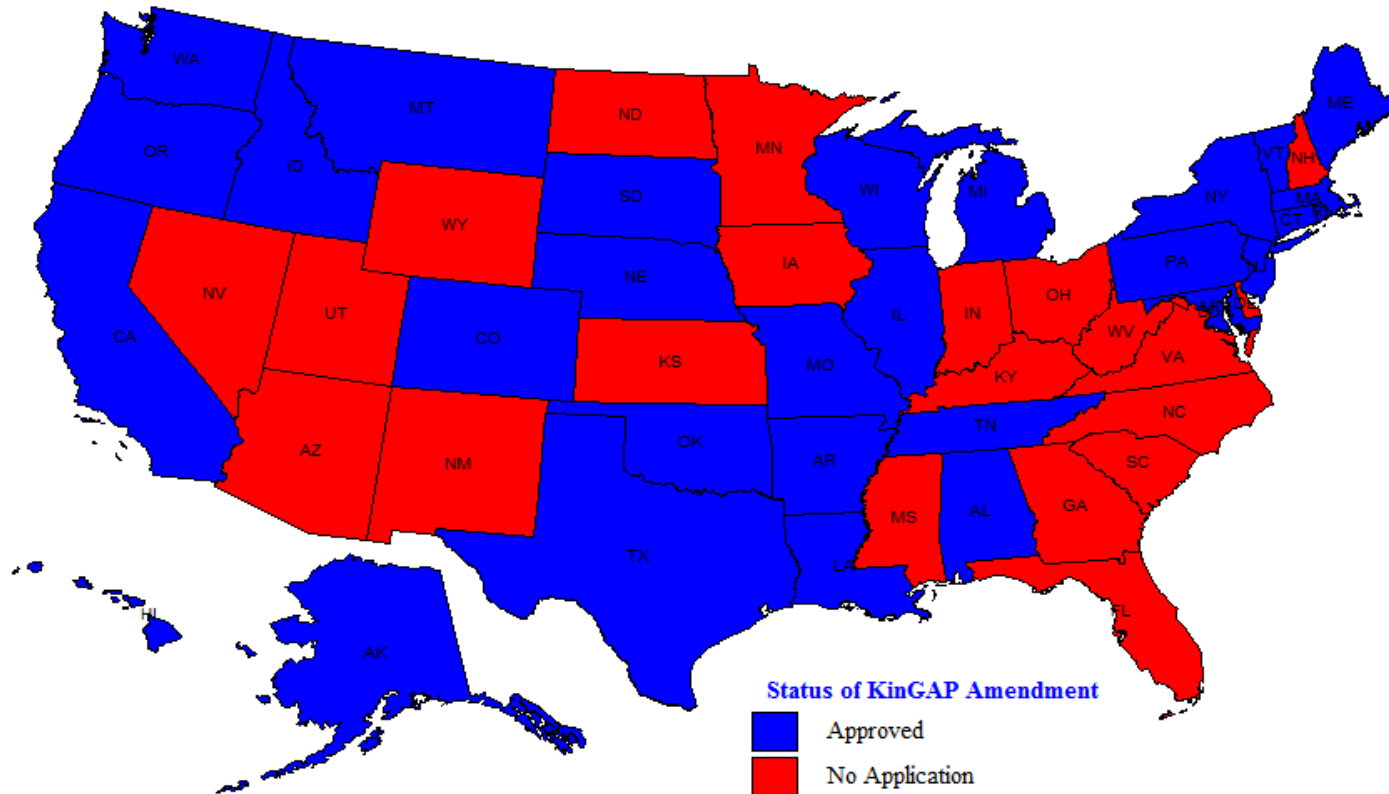 WA
MT
ND
MN
ME
OR
ID
SD
WI
MI
VT
NH
NY
MA
CT
WY
NE
IA
PA
NJ
NV
UT
CO
IL
IN
OH
DE
CA
KS
MO
WV
VA
KY
AZ
NM
OK
AR
TN
NC
SC
MS
AL
GA
TX
LA
FL
HI
AK
Status of KinGAP Amendment
Approved
No Application